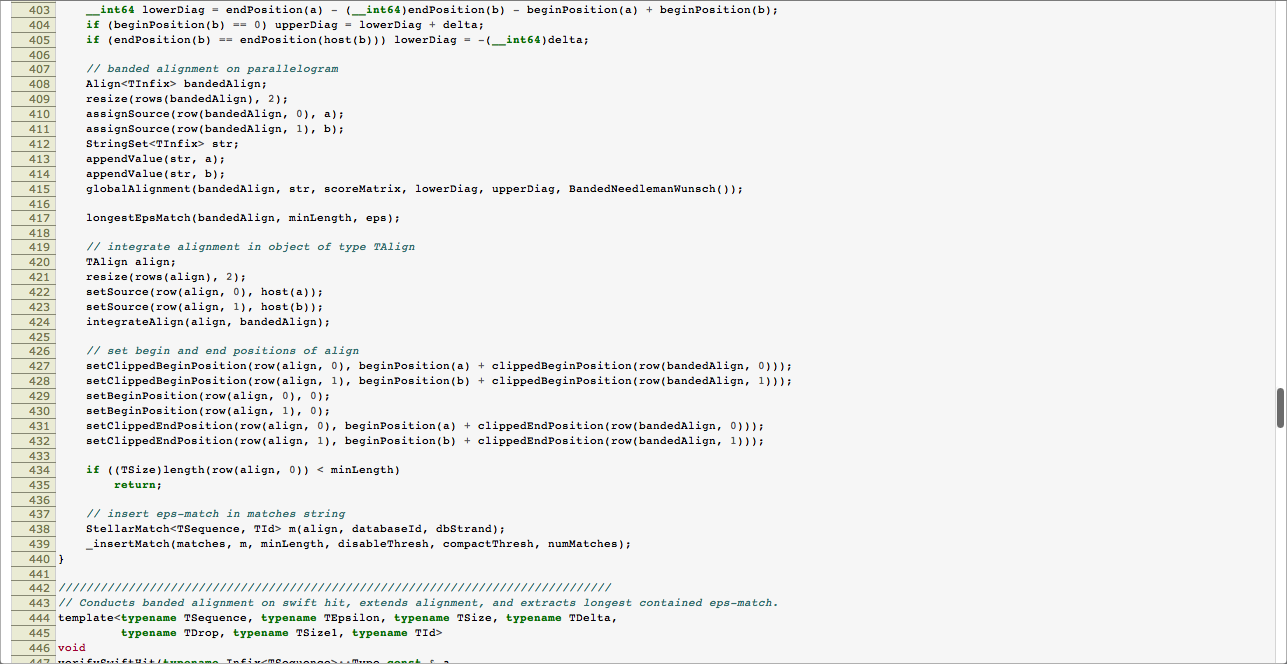 403 __int64 lowerDiag = endPosition(a) - (__int64)endPosition(b) - beginPosition(a) + beginPosition(b);
404 if (beginPosition(b) == 0) upperDiag = lowerDiag + delta;
405 if (endPosition(b) == endPosition(host(b))) lowerDiag = -(__int64)delta;
406
407 // banded alignment on parallelogram
408 Align<TInfix> bandedAlign;
409 resize(rows(bandedAlign), 2);
410 assignSource(row(bandedAlign, 0), a);
411 assignSource(row(bandedAlign, 1), b);
412 StringSet<TInfix> str;
413 appendValue(str, a);
414 appendValue(str, b);
415 globalAlignment(bandedAlign, str, scoreMatrix, lowerDiag, upperDiag, BandedNeedlemanWunsch());
416
417 longestEpsMatch(bandedAlign, minLength, eps);
418
419 // integrate alignment in object of type TAlign
420 TAlign align;
421 resize(rows(align), 2);
422 setSource(row(align, 0), host(a));
423 setSource(row(align, 1), host(b));
424 integrateAlign(align, bandedAlign);
425
426 // set begin and end positions of align
427 setClippedBeginPosition(row(align, 0), beginPosition(a) + clippedBeginPosition(row(bandedAlign, 0)));
428 setClippedBeginPosition(row(align, 1), beginPosition(b) + clippedBeginPosition(row(bandedAlign, 1)));
429 setBeginPosition(row(align, 0), 0);
430 setBeginPosition(row(align, 1), 0);
431 setClippedEndPosition(row(align, 0), beginPosition(a) + clippedEndPosition(row(bandedAlign, 0)));
432 setClippedEndPosition(row(align, 1), beginPosition(b) + clippedEndPosition(row(bandedAlign, 1)));
433
434 if ((TSize)length(row(align, 0)) < minLength)
435 return;
436
437 // insert eps-match in matches string
438 StellarMatch<TSequence, TId> m(align, databaseId, dbStrand);
439 _insertMatch(matches, m, minLength, disableThresh, compactThresh, numMatches);
440 }
441
442 ///////////////////////////////////////////////////////////////////////////////
443 // Conducts banded alignment on swift hit, extends alignment, and extracts longest contained eps-match.
444 template<typename TSequence, typename TEpsilon, typename TSize, typename TDelta,
445 typename TDrop, typename TSize1, typename TId>
446 void
447 verifySwiftHit(typename Infix<TSequence>::Type const & a,